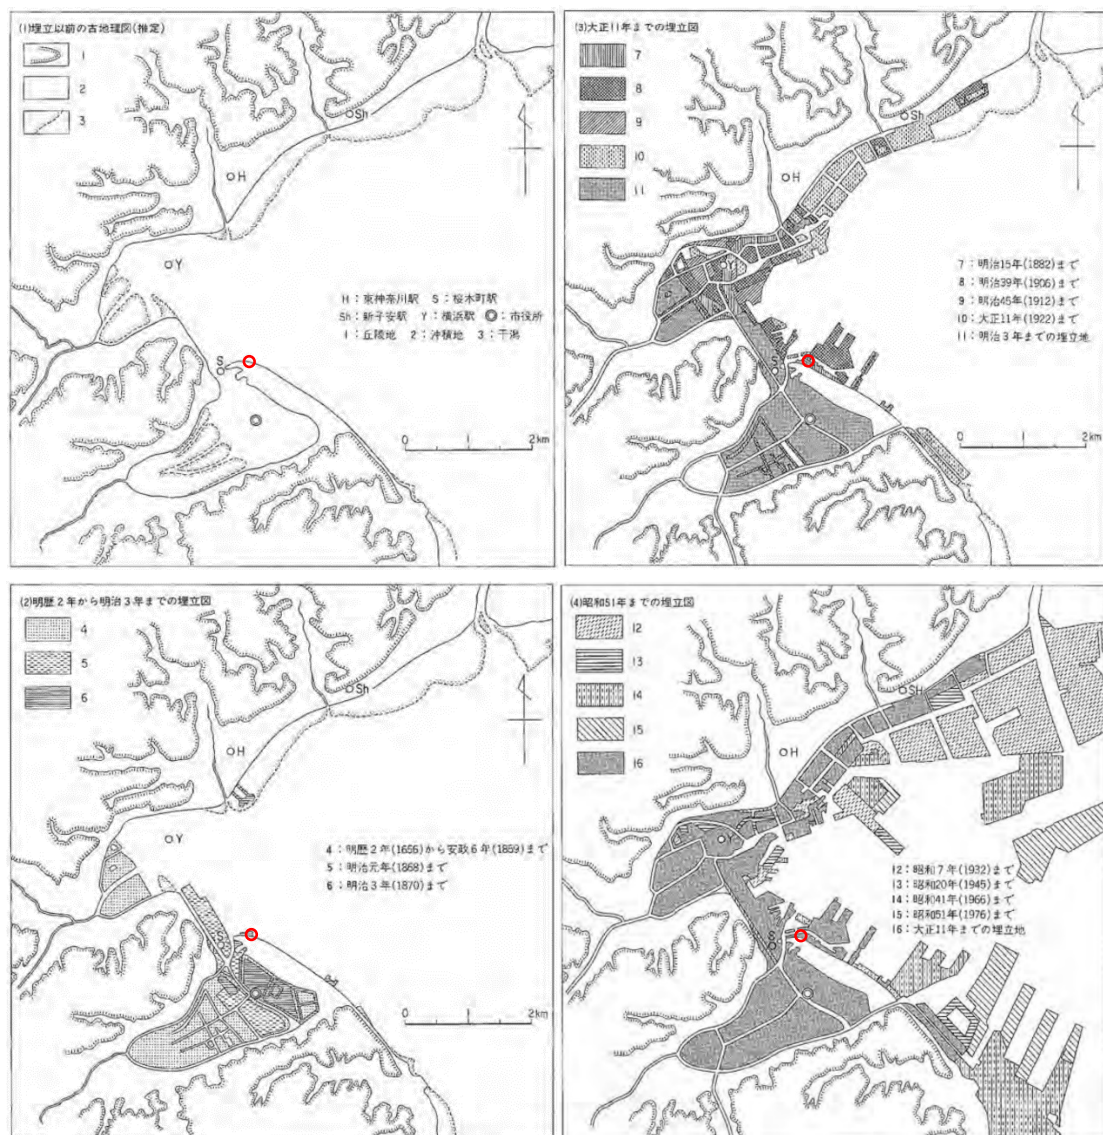 (1)埋立以前の古地理図(推定)
1
2
3
Sh
H
Y
S
H：東神奈川駅 S：桜木町駅
Sh：新子安駅 Y：横浜駅 ◎：市役所
1：丘陵地 2：沖積地 3：干潟
0 2km
(3)大正11年までの埋立図
7
8
9
10
11
Sh
H
Y
S
7：明治15年(1882)まで
8：明治39年(1906)まで
9：明治45年(1912)まで
10：大正11年(1922)まで
11：明治3年までの埋立地
0 2km
(2)明歴2年から明治3年までの埋立図
4
5
6
Sh
H
Y
S
4：明歴2年(1656)から安政6年(1859)まで
5：明治元年(1868)まで
6：明治3年(1870)まで
0 2km
(4)昭和51年までの埋立図
12
13
14
15
16
SH
H
S
12：昭和7年(1932)まで
13：昭和20年(1945)まで
14：昭和41年(1966)まで
15：昭和51年(1976)まで
16：大正11年までの埋立地